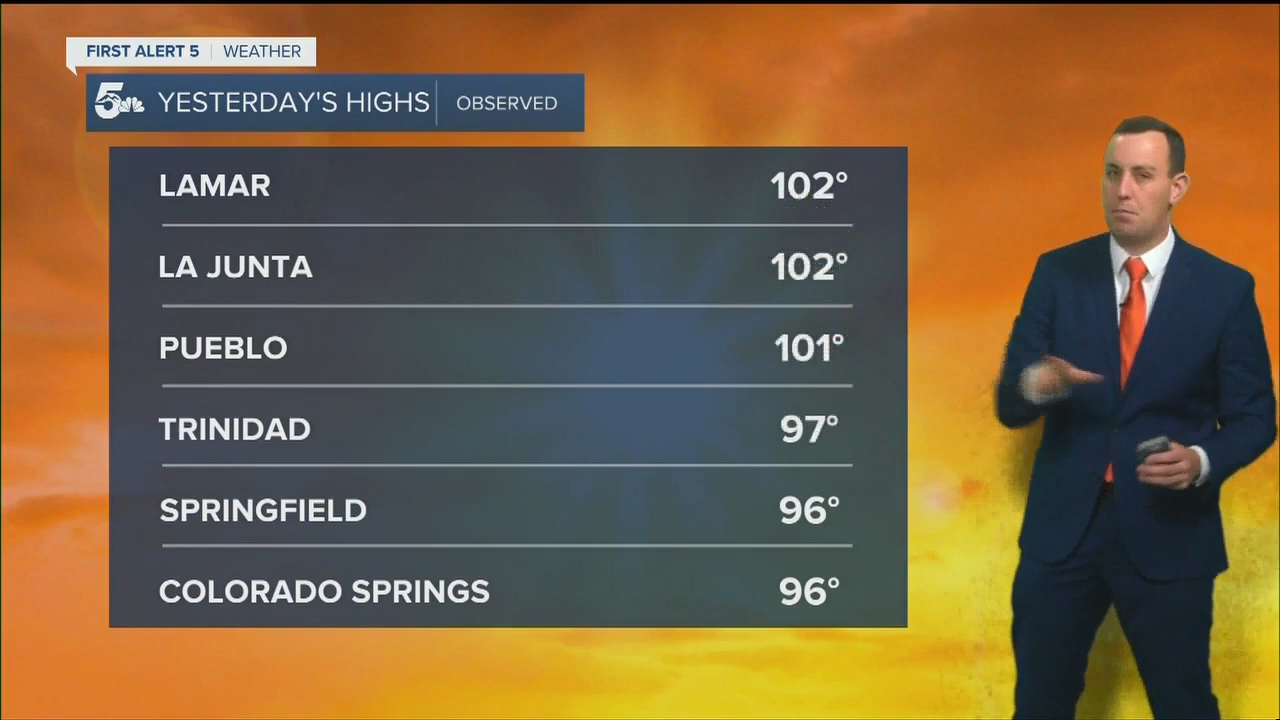 FIRST ALERT 5 | WEATHER
5 YESTERDAY'S HIGHS | OBSERVED
LAMAR 102°
LA JUNTA 102°
PUEBLO 101°
TRINIDAD 97°
SPRINGFIELD 96°
COLORADO SPRINGS 96°